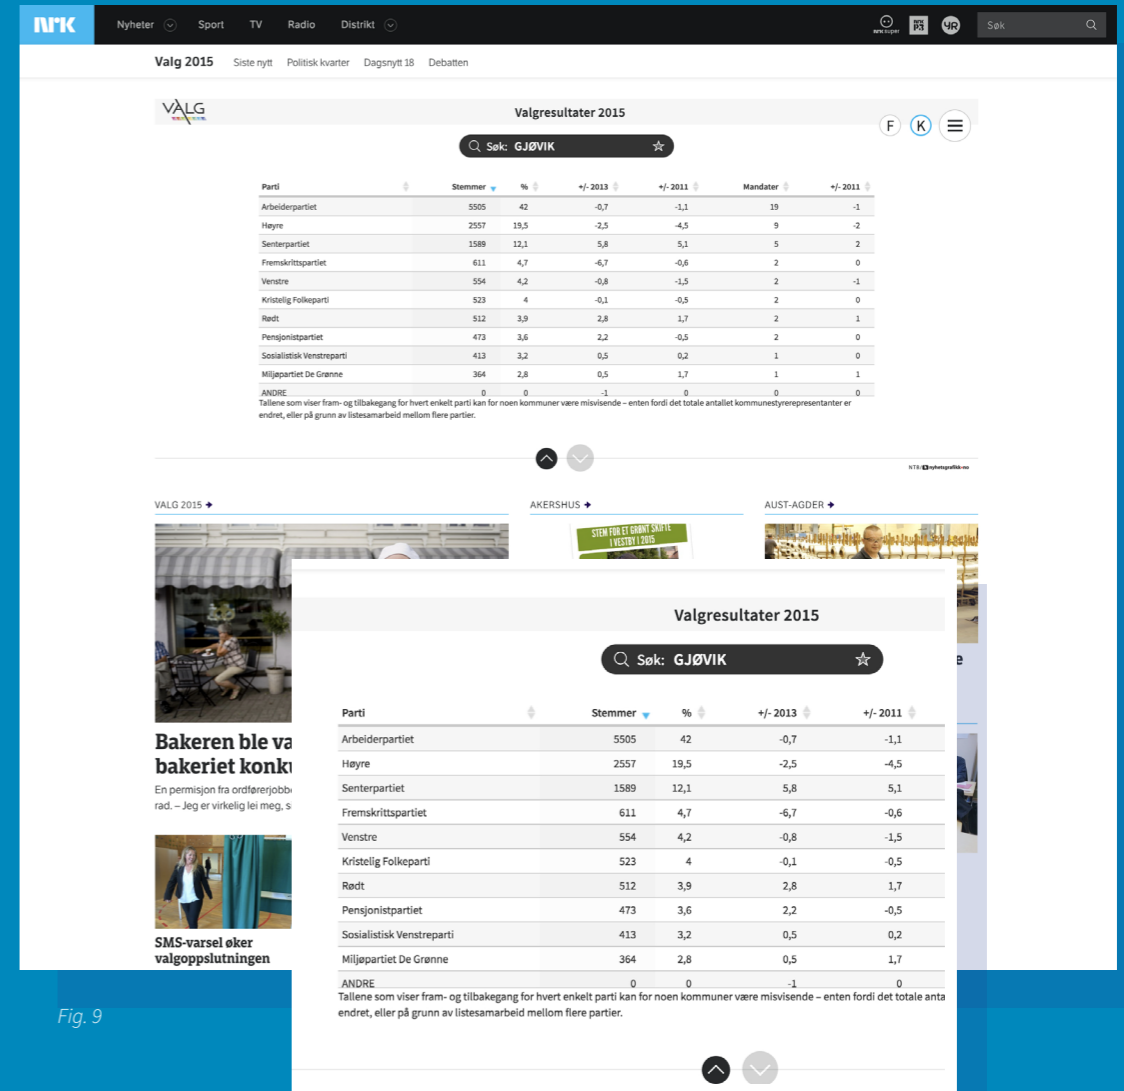 NRK
Nyheter Sport TV Radio Distrikt
NRK super NRK P3 YR Søk
Valg 2015 Siste nytt Politisk kvarter Dagsnytt 18 Debatten
VALG
Valgresultater 2015
F K
Søk: GJØVIK
Parti Stemmer % +/- 2013 +/- 2011 Mandater +/- 2011
Arbeiderpartiet 5505 42 -0,7 -1,1 19 -1
Høyre 2557 19,5 -2,5 -4,5 9 -2
Senterpartiet 1589 12,1 5,8 5,1 5 2
Fremskrittspartiet 611 4,7 -6,7 -0,6 2 0
Venstre 554 4,2 -0,8 -1,5 2 -1
Kristelig Folkeparti 523 4 -0,1 -0,5 2 0
Rødt 512 3,9 2,8 1,7 2 1
Pensjonistpartiet 473 3,6 2,2 -0,5 2 0
Sosialistisk Venstreparti 413 3,2 0,5 0,2 1 0
Miljøpartiet De Grønne 364 2,8 0,5 1,7 1 1
ANDRE 0 0 -1 0 0 0
Tallene som viser fram- og tilbakegang for hvert enkelt parti kan for noen kommuner være misvisende – enten fordi det totale antallet kommunestyrerepresentanter er
endret, eller på grunn av listesamarbeid mellom flere partier.
NTB/nyhetsgrafikk-no
VALG 2015 AKERSHUS AUST-AGDER
STEM FOR ET GRØNT SKIFTE
I VESTBY I 2015
Bakeren ble va
bakeriet konku
En permisjon fra ordførerjobbe
rad. – Jeg er virkelig lei meg, s
SMS-varsel øker
valgoppslutningen
e
Valgresultater 2015
Søk: GJØVIK
Parti Stemmer % +/- 2013 +/- 2011
Arbeiderpartiet 5505 42 -0,7 -1,1
Høyre 2557 19,5 -2,5 -4,5
Senterpartiet 1589 12,1 5,8 5,1
Fremskrittspartiet 611 4,7 -6,7 -0,6
Venstre 554 4,2 -0,8 -1,5
Kristelig Folkeparti 523 4 -0,1 -0,5
Rødt 512 3,9 2,8 1,7
Pensjonistpartiet 473 3,6 2,2 -0,5
Sosialistisk Venstreparti 413 3,2 0,5 0,2
Miljøpartiet De Grønne 364 2,8 0,5 1,7
ANDRE 0 0 -1 0
Tallene som viser fram- og tilbakegang for hvert enkelt parti kan for noen kommuner være misvisende – enten fordi det totale anta
endret, eller på grunn av listesamarbeid mellom flere partier.
Fig. 9